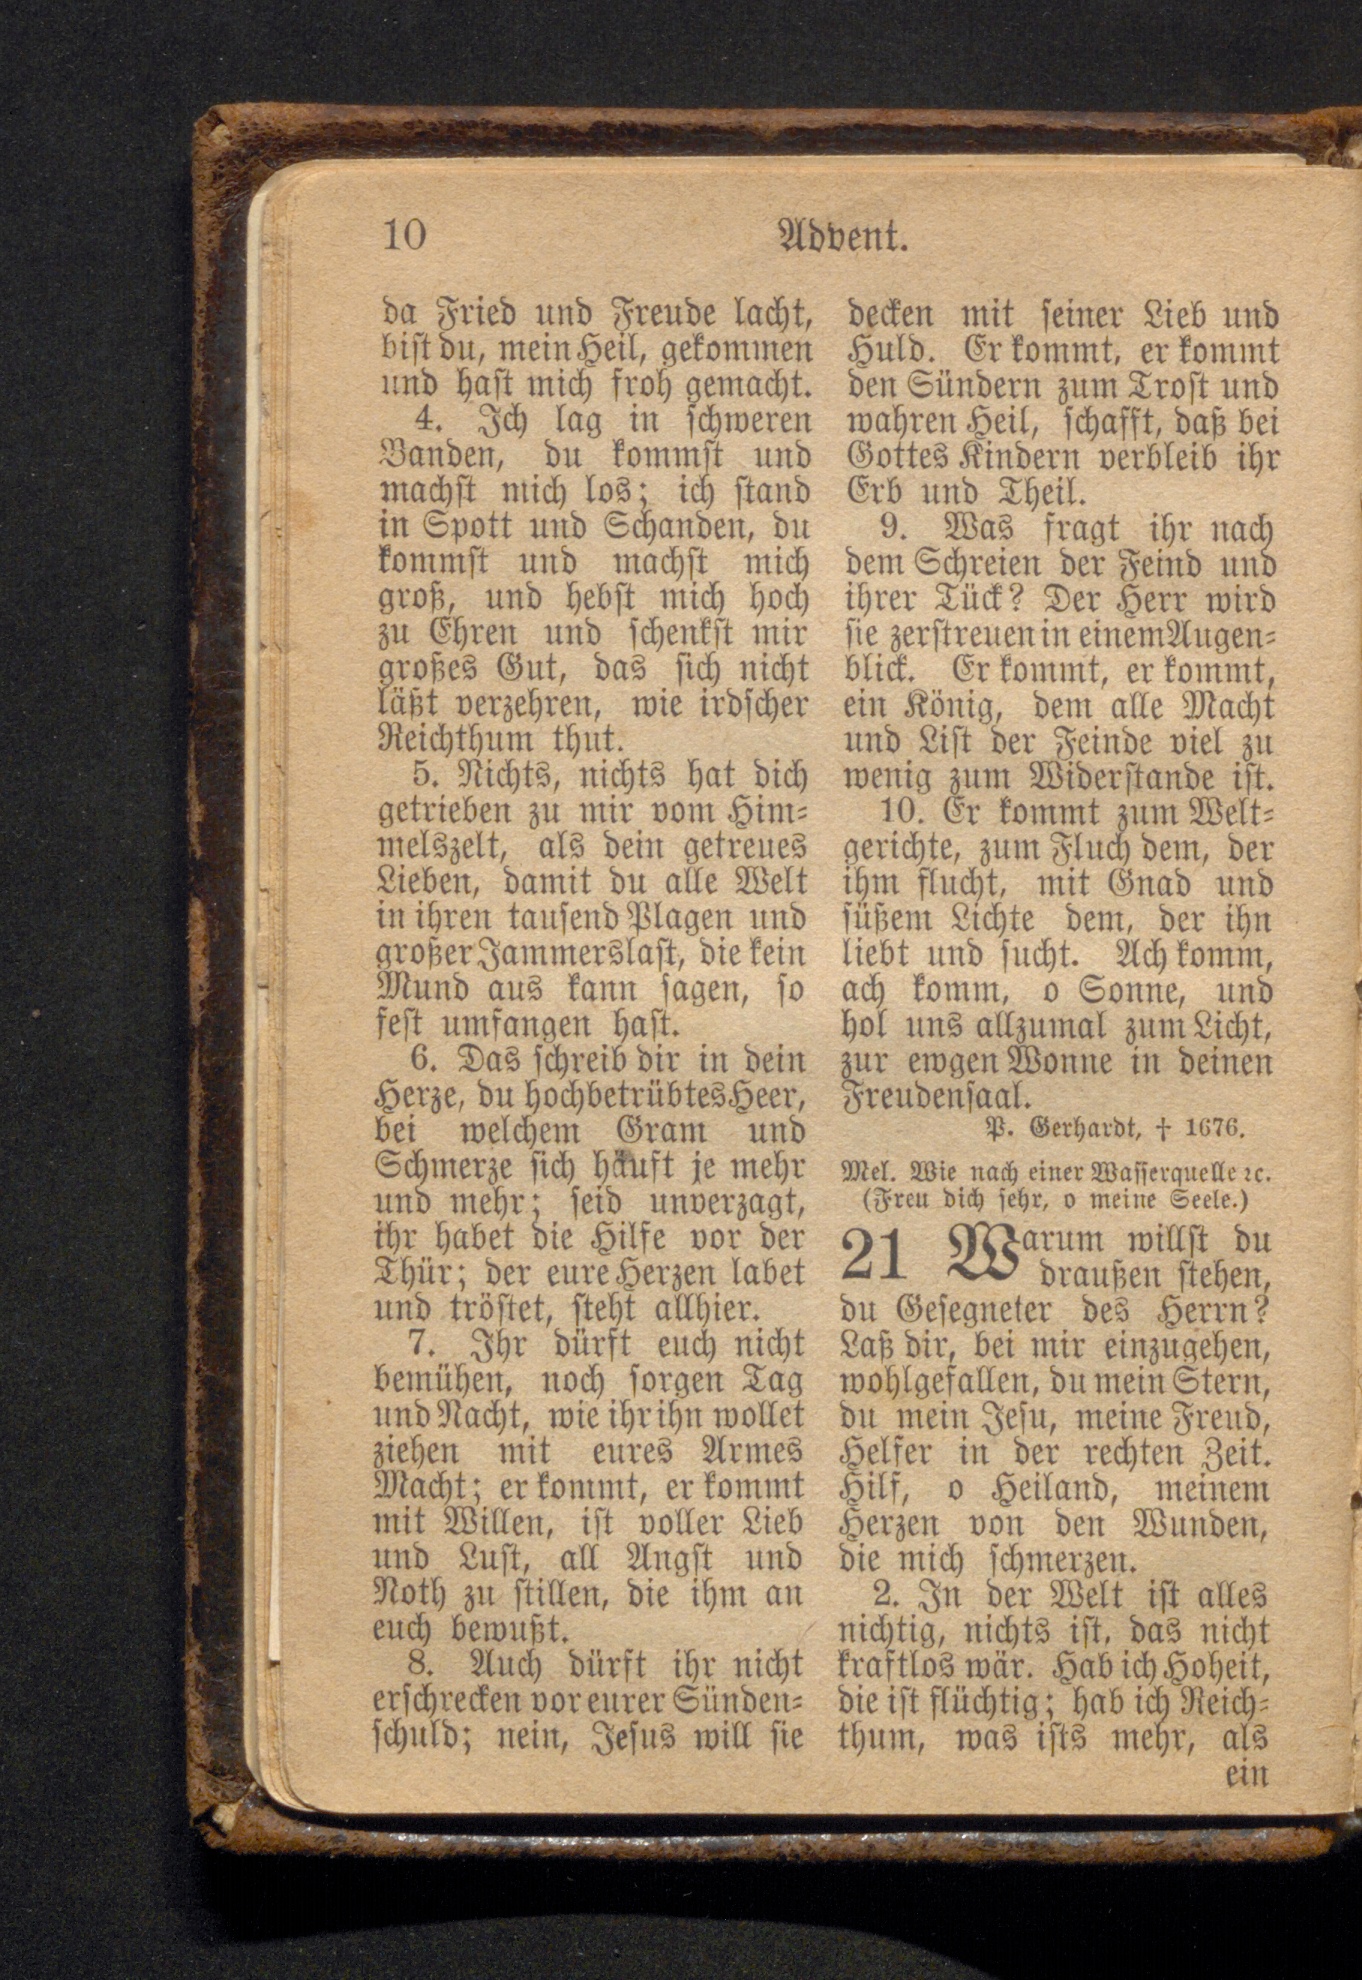 10
Advent.
da Fried und Freude lacht,
bist du, mein Heil, gekommen
und hast mich froh gemacht.
4. Ich lag in schweren
Banden, du kommst und
machst mich los; ich stand
in Spott und Schanden, du
kommst und machst mich
groß, und hebst mich hoch
zu Ehren und schenkst mir
großes Gut, das sich nicht
läßt verzehren, wie irdscher
Reichthum thut.
5. Nichts, nichts hat dich
getrieben zu mir vom Him-
melszelt, als dein getreues
Lieben, damit du alle Welt
in ihren tausend Plagen und
großer Jammerslast, die kein
Mund aus kann sagen, so
fest umfangen hast.
6. Das schreib dir in dein
Herze, du hochbetrübtes Heer,
bei welchem Gram und
Schmerze sich häuft je mehr
und mehr; seid unverzagt,
ihr habet die Hilfe vor der
Thür; der eure Herzen labet
und tröstet, steht allhier.
7. Ihr dürft euch nicht
bemühen, noch sorgen Tag
und Nacht, wie ihr ihn wollet
ziehen mit eures Armes
Macht; er kommt, er kommt
mit Willen, ist voller Lieb
und Lust, all Angst und
Noth zu stillen, die ihm an
euch bewußt.
8. Auch dürft ihr nicht
erschrecken vor eurer Sünden-
schuld; nein, Jesus will sie
decken mit seiner Lieb und
Huld. Er kommt, er kommt
den Sündern zum Trost und
wahren Heil, schafft, daß bei
Gottes Kindern verbleib ihr
Erb und Theil.
9. Was fragt ihr nach
dem Schreien der Feind und
ihrer Tück? Der Herr wird
sie zerstreuen in einem Augen-
blick. Er kommt, er kommt,
ein König, dem alle Macht
und List der Feinde viel zu
wenig zum Widerstande ist.
10. Er kommt zum Welt-
gerichte, zum Fluch dem, der
ihm flucht, mit Gnad und
süßem Lichte dem, der ihn
liebt und sucht. Ach komm,
ach komm, o Sonne, und
hol uns allzumal zum Licht,
zur ewgen Wonne in deinen
Freudensaal.
P. Gerhardt, † 1676.
Mel. Wie nach einer Wasserquelle ꝛc.
(Freu dich sehr, o meine Seele.)
21 Warum willst du
draußen stehen,
du Gesegneter des Herrn?
Laß dir, bei mir einzugehen,
wohlgefallen, du mein Stern,
du mein Jesu, meine Freud,
Helfer in der rechten Zeit.
Hilf, o Heiland, meinem
Herzen von den Wunden,
die mich schmerzen.
2. In der Welt ist alles
nichtig, nichts ist, das nicht
kraftlos wär. Hab ich Hoheit,
die ist flüchtig; hab ich Reich-
thum, was ists mehr, als
ein